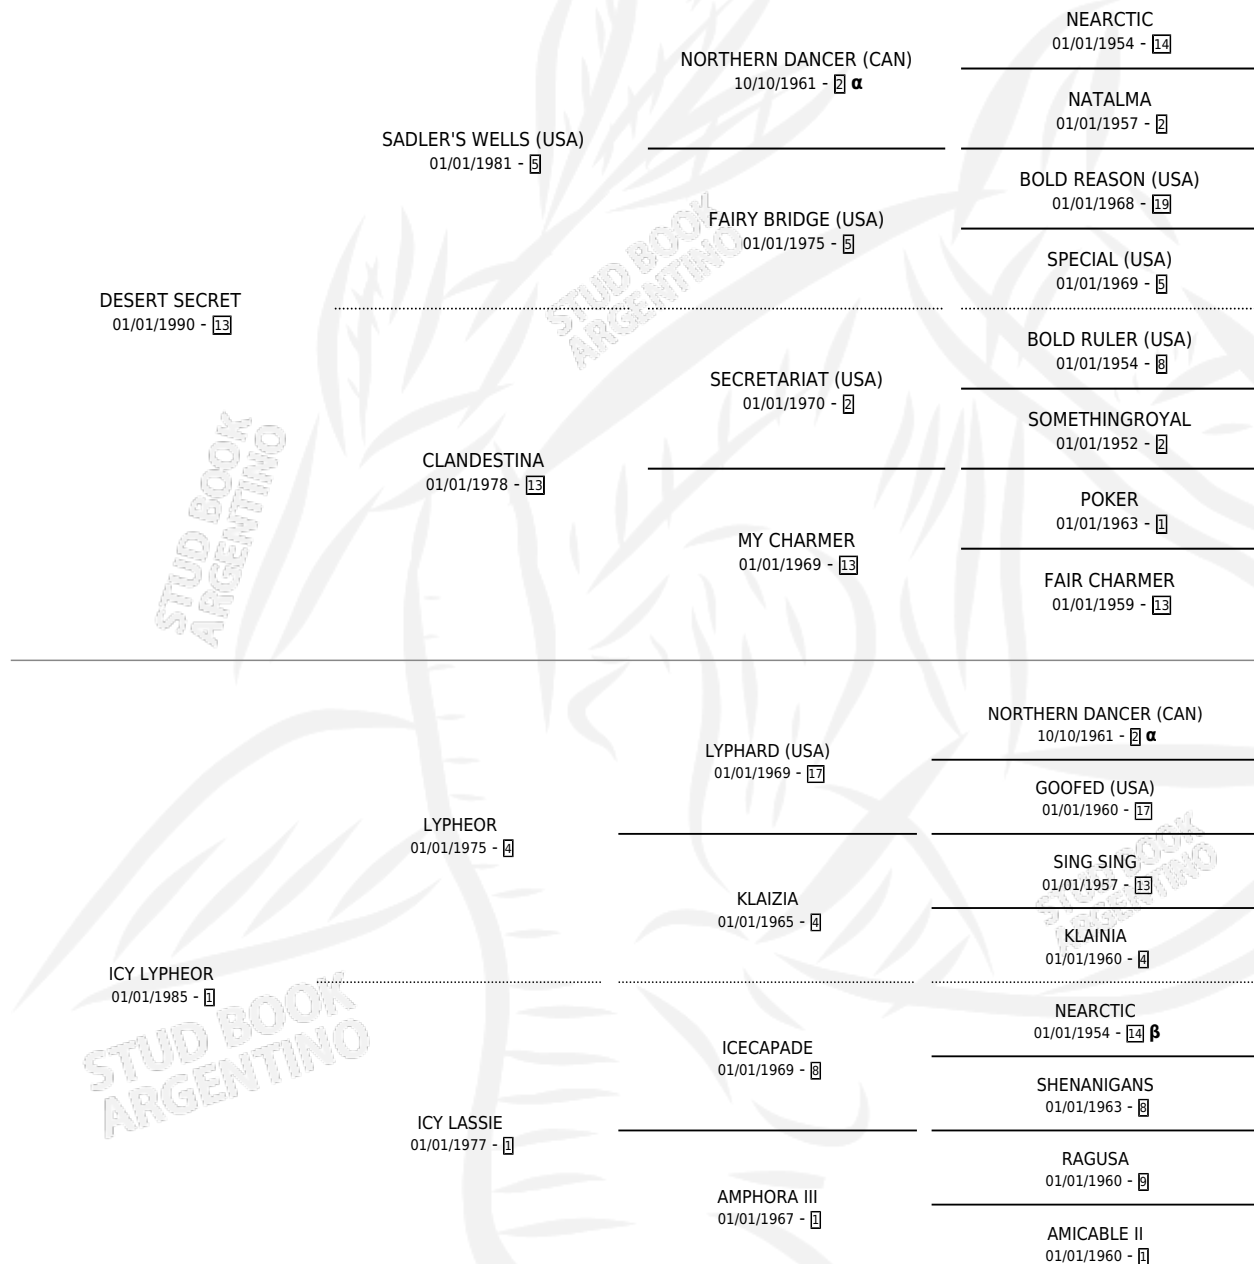 NEARCTIC
01/01/1954 - 14
NORTHERN DANCER (CAN)
10/10/1961 - 2 α
NATALMA
01/01/1957 - 2
SADLER'S WELLS (USA)
01/01/1981 - 5
BOLD REASON (USA)
01/01/1968 - 19
FAIRY BRIDGE (USA)
01/01/1975 - 5
SPECIAL (USA)
01/01/1969 - 5
DESERT SECRET
01/01/1990 - 13
BOLD RULER (USA)
01/01/1954 - 8
SECRETARIAT (USA)
01/01/1970 - 2
SOMETHINGROYAL
01/01/1952 - 2
CLANDESTINA
01/01/1978 - 13
POKER
01/01/1963 - 1
MY CHARMER
01/01/1969 - 13
FAIR CHARMER
01/01/1959 - 13
NORTHERN DANCER (CAN)
10/10/1961 - 2 α
LYPHARD (USA)
01/01/1969 - 17
GOOFED (USA)
01/01/1960 - 17
LYPHEOR
01/01/1975 - 4
SING SING
01/01/1957 - 13
KLAIZIA
01/01/1965 - 4
KLAINIA
01/01/1960 - 4
ICY LYPHEOR
01/01/1985 - 1
NEARCTIC
01/01/1954 - 14 β
ICECAPADE
01/01/1969 - 8
SHENANIGANS
01/01/1963 - 8
ICY LASSIE
01/01/1977 - 1
RAGUSA
01/01/1960 - 9
AMPHORA III
01/01/1967 - 1
AMICABLE II
01/01/1960 - 1
STUD BOOK
ARGENTINO
STUD BOOK
ARGENTINO
STUD BOOK
ARGENTINO
STUD BOOK
ARGENTINO